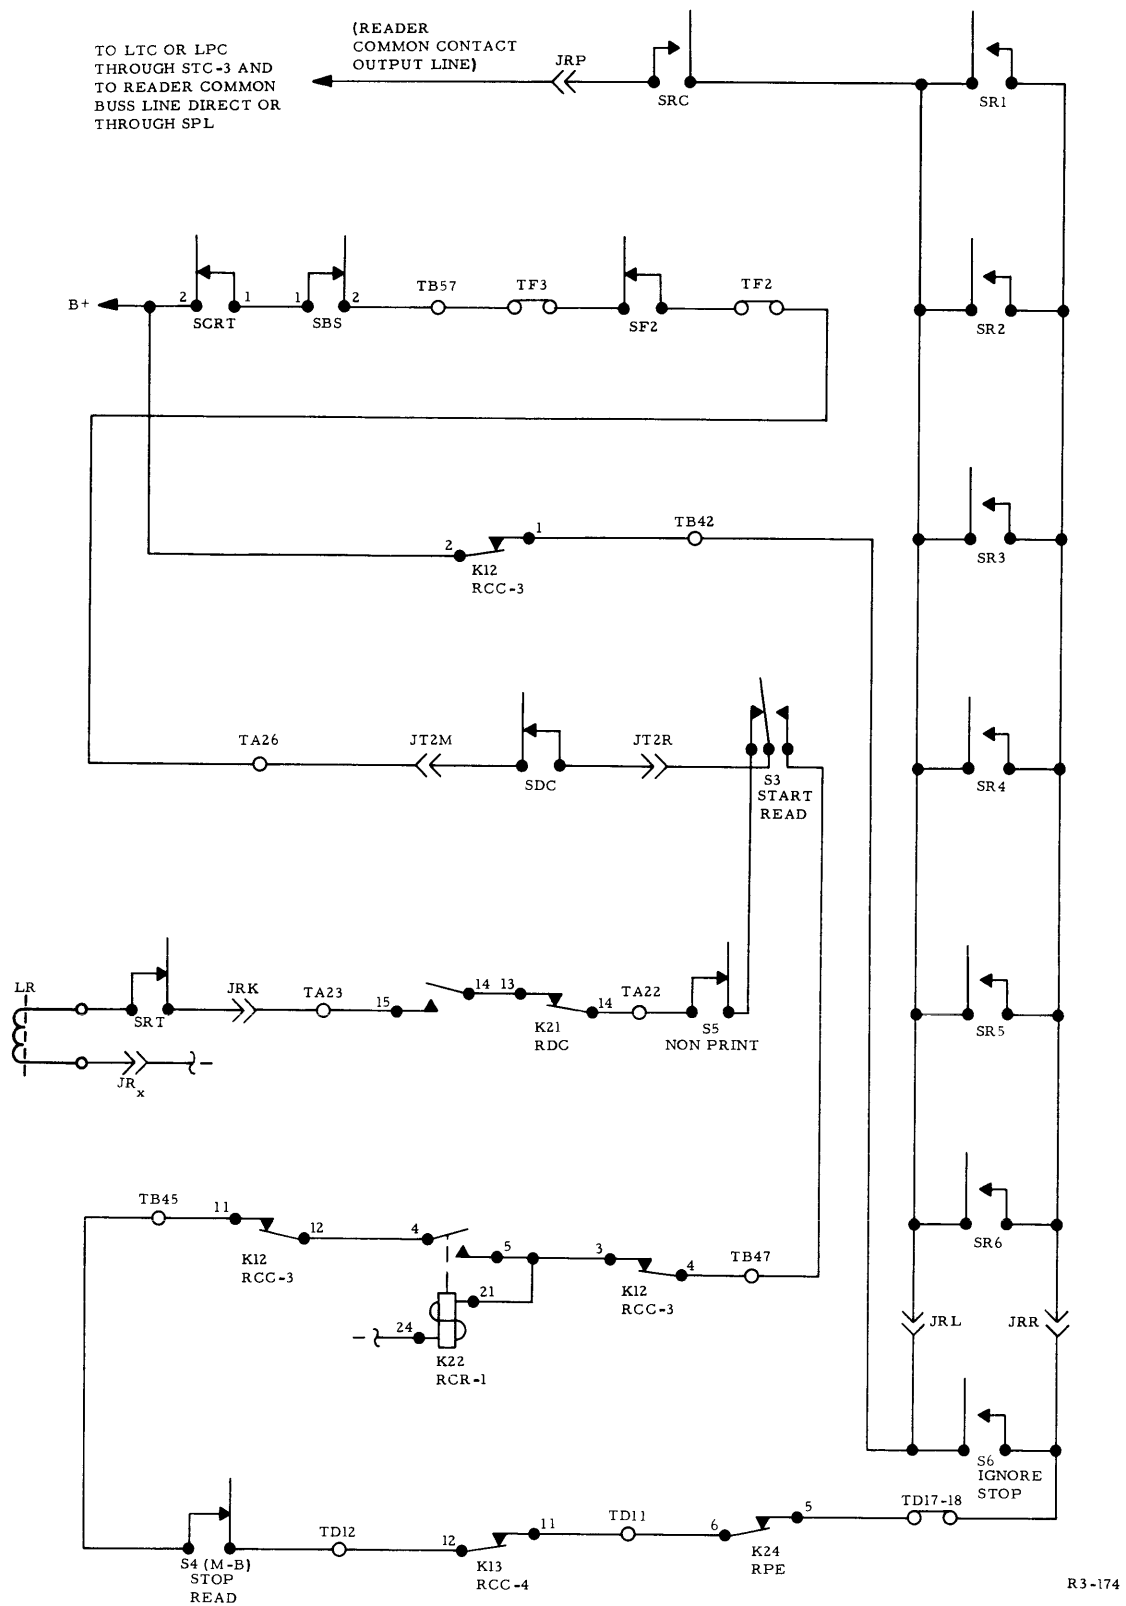 TO LTC OR LPC
THROUGH STC-3 AND
TO READER COMMON
BUSS LINE DIRECT OR
THROUGH SPL
(READER
COMMON CONTACT
OUTPUT LINE)
JRP
SRC
SR1
B+
2
1
SCRT
1
2
SBS
TB57
TF3
SF2
TF2
SR2
2
1
K12
RCC-3
TB42
SR3
TA26
JT2M
SDC
JT2R
S3
START
READ
SR4
LR
SRT
JRK
TA23
15
14
13
K21
RDC
14
TA22
S5
NON PRINT
JRx
SR5
TB45
11
12
K12
RCC-3
4
5
21
24
K22
RCR-1
3
4
K12
RCC-3
TB47
SR6
JRL
JRR
S6
IGNORE
STOP
S4 (M-B)
STOP
READ
TD12
12
11
K13
RCC-4
TD11
6
5
K24
RPE
TD17-18
R3-174